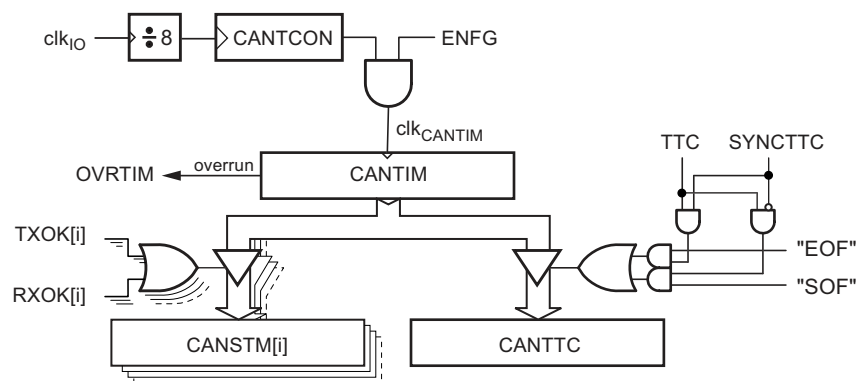 clkIO
÷ 8
CANTCON
ENFG
clkCANTIM
TTC
SYNCTTC
OVRTIM
overrun
CANTIM
TXOK[i]
"EOF"
RXOK[i]
"SOF"
CANSTM[i]
CANTTC